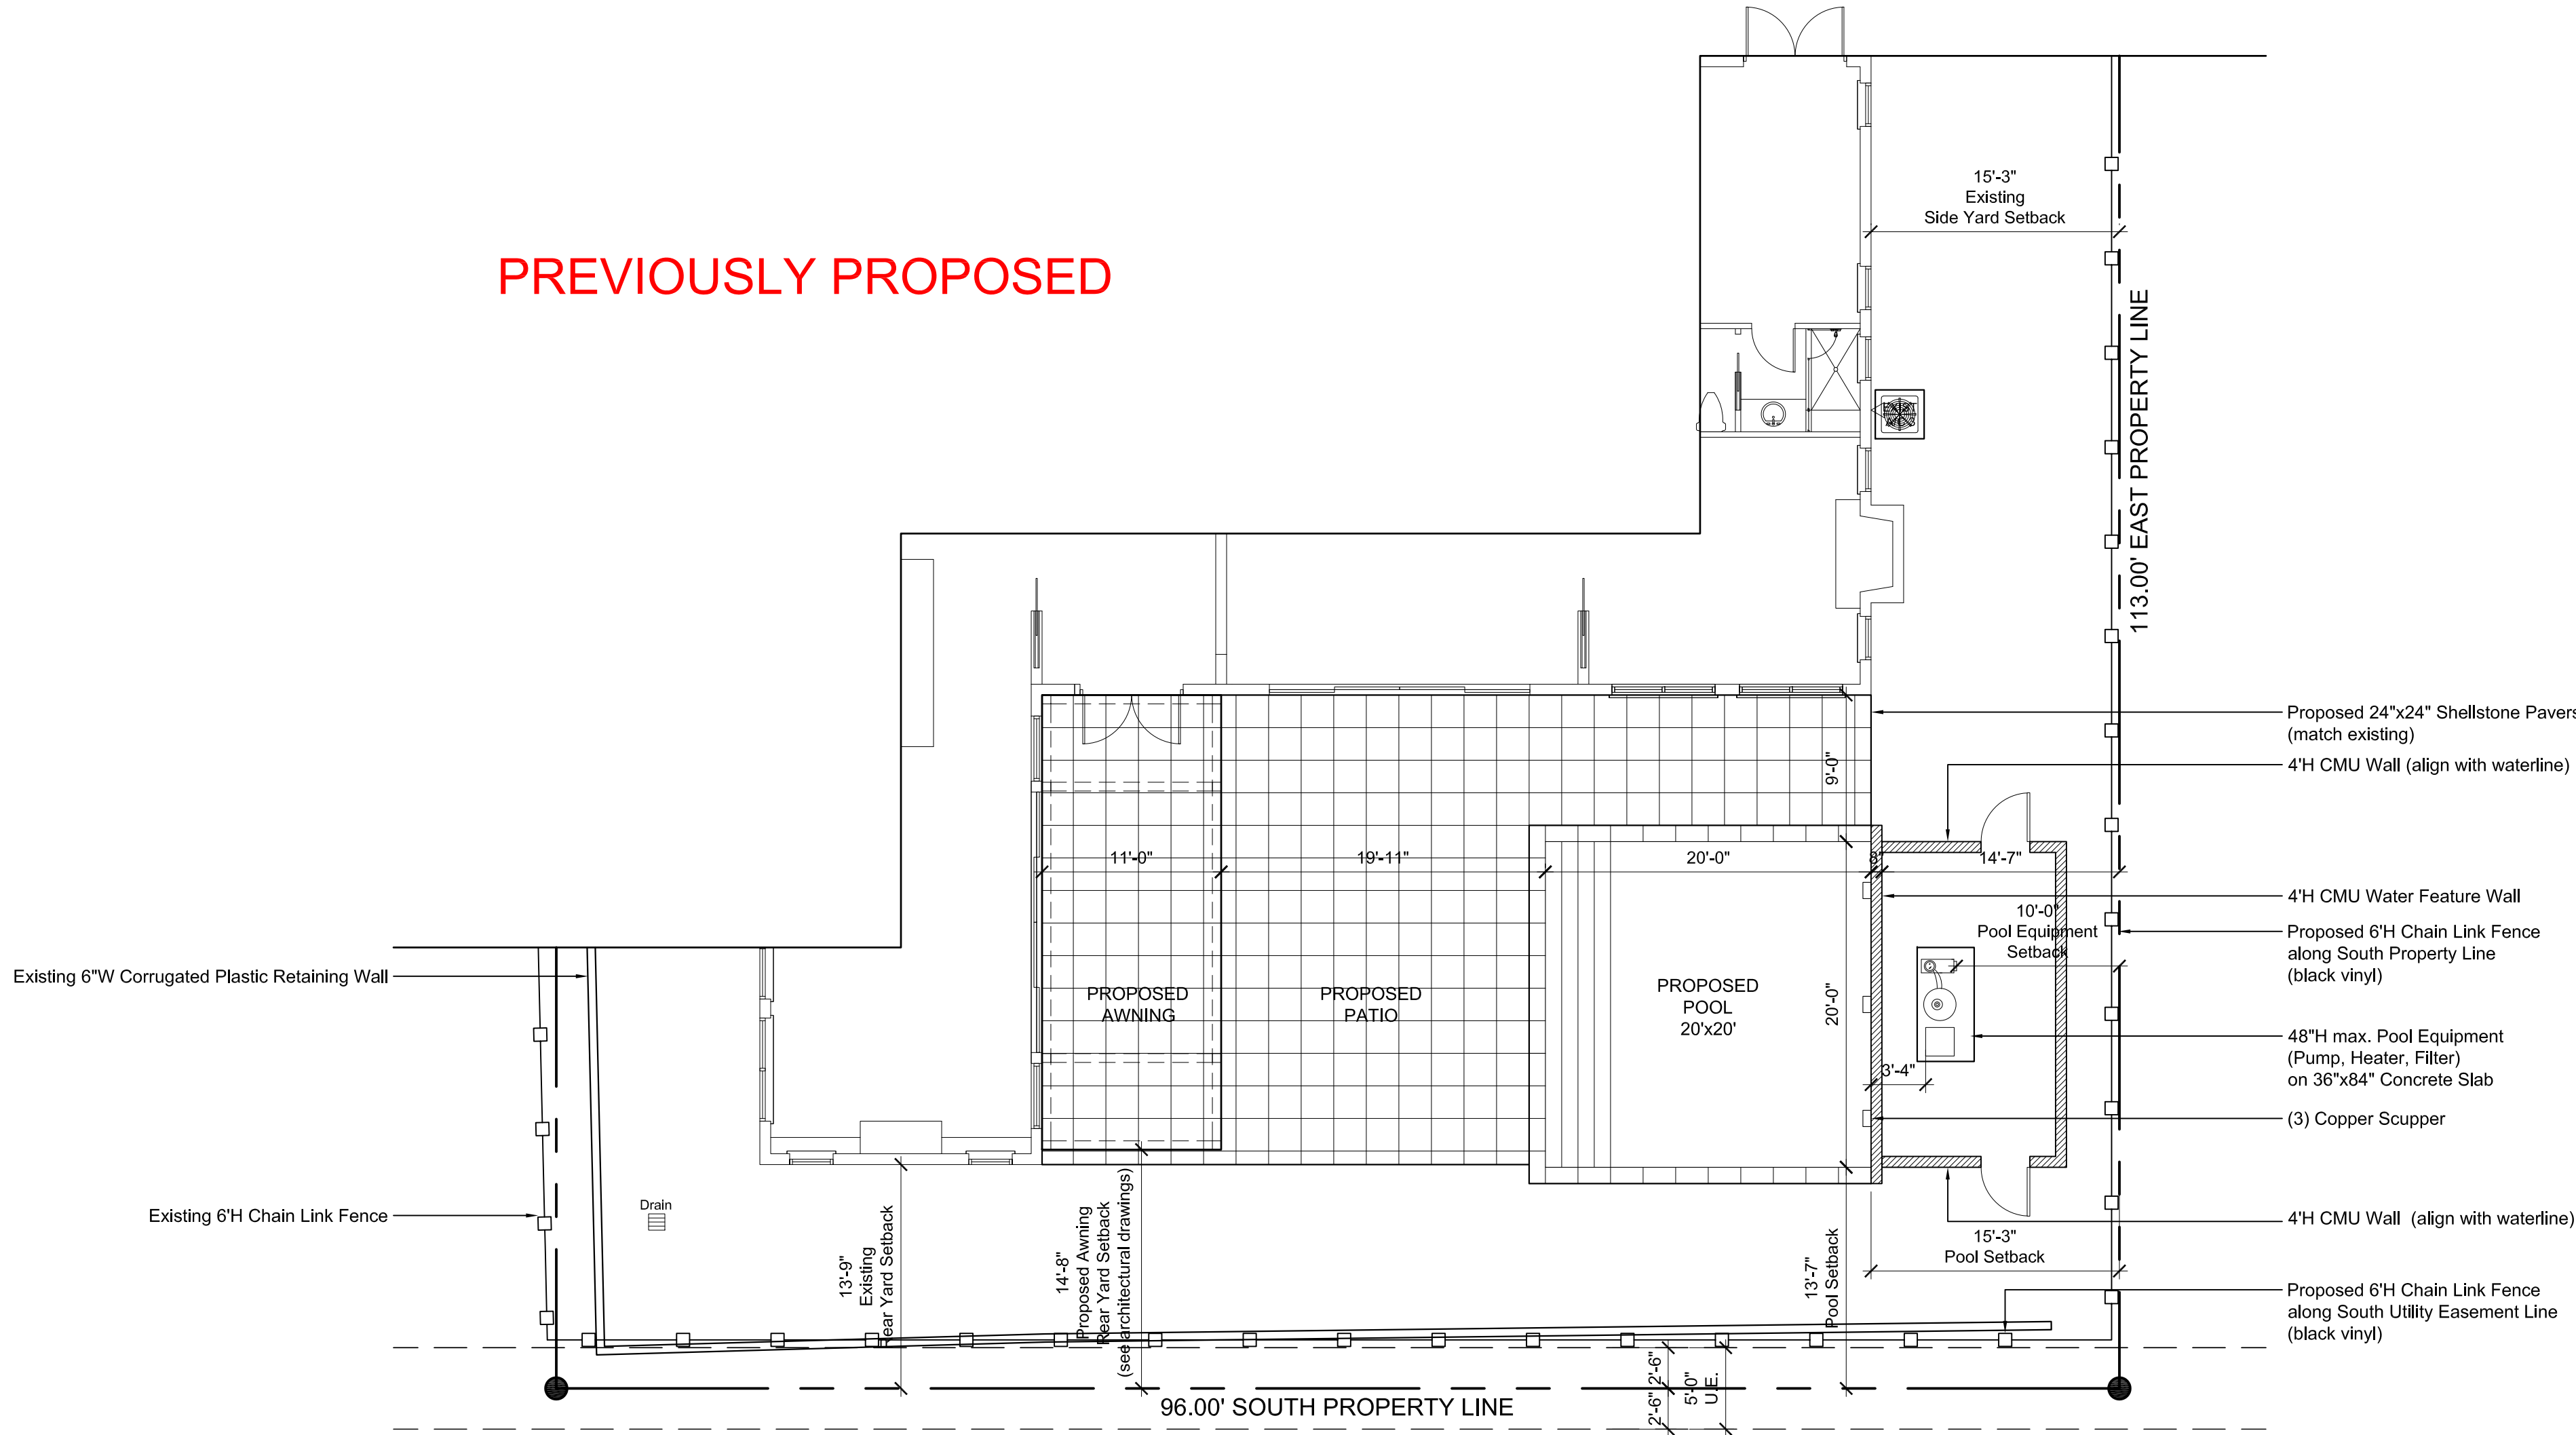 PREVIOUSLY PROPOSED
15'-3"
Existing
Side Yard Setback
113.00' EAST PROPERTY LINE
Proposed 24"x24" Shellstone Pavers
(match existing)
4'H CMU Wall (align with waterline)
9'-0"
11'-0"
19'-11"
20'-0"
8"
14'-7"
4'H CMU Water Feature Wall
10'-0"
Pool Equipment
Setback
Proposed 6'H Chain Link Fence
along South Property Line
(black vinyl)
Existing 6"W Corrugated Plastic Retaining Wall
PROPOSED
AWNING
PROPOSED
PATIO
PROPOSED
POOL
20'x20'
20'-0"
48"H max. Pool Equipment
(Pump, Heater, Filter)
on 36"x84" Concrete Slab
3'-4"
(3) Copper Scupper
Drain
Existing 6'H Chain Link Fence
13'-9"
Existing
Rear Yard Setback
14'-8"
Proposed Awning
Rear Yard Setback
(see architectural drawings)
13'-7"
Pool Setback
4'H CMU Wall  (align with waterline)
15'-3"
Pool Setback
Proposed 6'H Chain Link Fence
along South Utility Easement Line
(black vinyl)
2'-6"
2'-6"
5'-0"
U.E.
96.00' SOUTH PROPERTY LINE